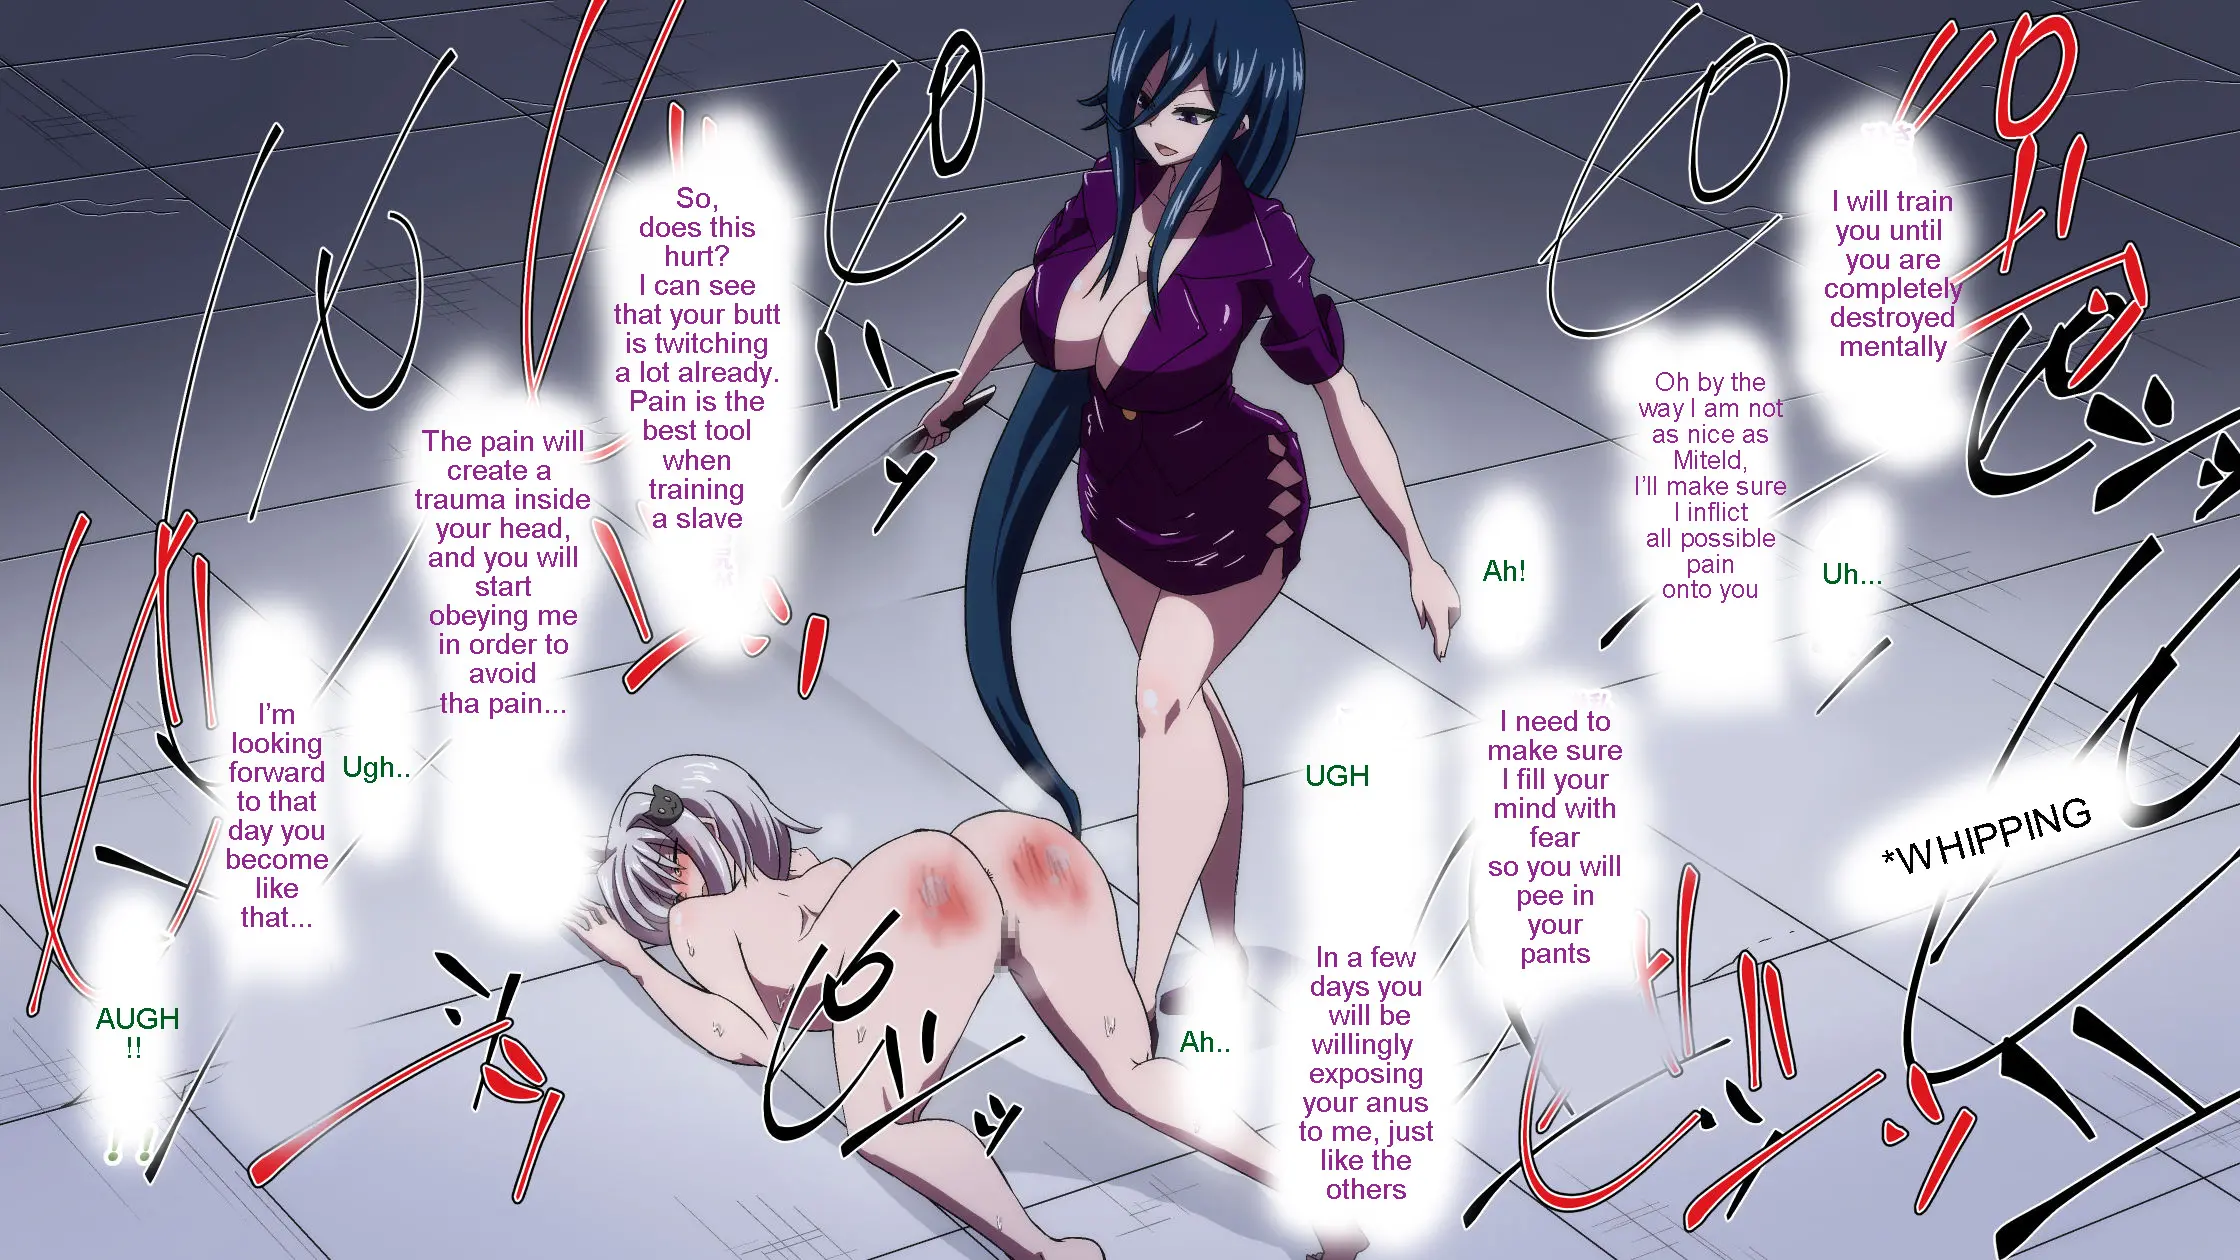 I will train
you until
you are
completely
destroyed
mentally
Oh by the
way I am not
as nice as
Miteld,
I'll make sure
I inflict
all possible
pain
onto you
Uh...
Ah!
*WHIPPING
I need to
make sure
I fill your
mind with
fear
so you will
pee in
your
pants
UGH
In a few
days you
will be
willingly
exposing
your anus
to me, just
like the
others
Ah..
So,
does this
hurt?
I can see
that your butt
is twitching
a lot already.
Pain is the
best tool
when
training
a slave
The pain will
create a
trauma inside
your head,
and you will
start
obeying me
in order to
avoid
tha pain...
Ugh..
I'm
looking
forward
to that
day you
become
like
that...
AUGH
!!